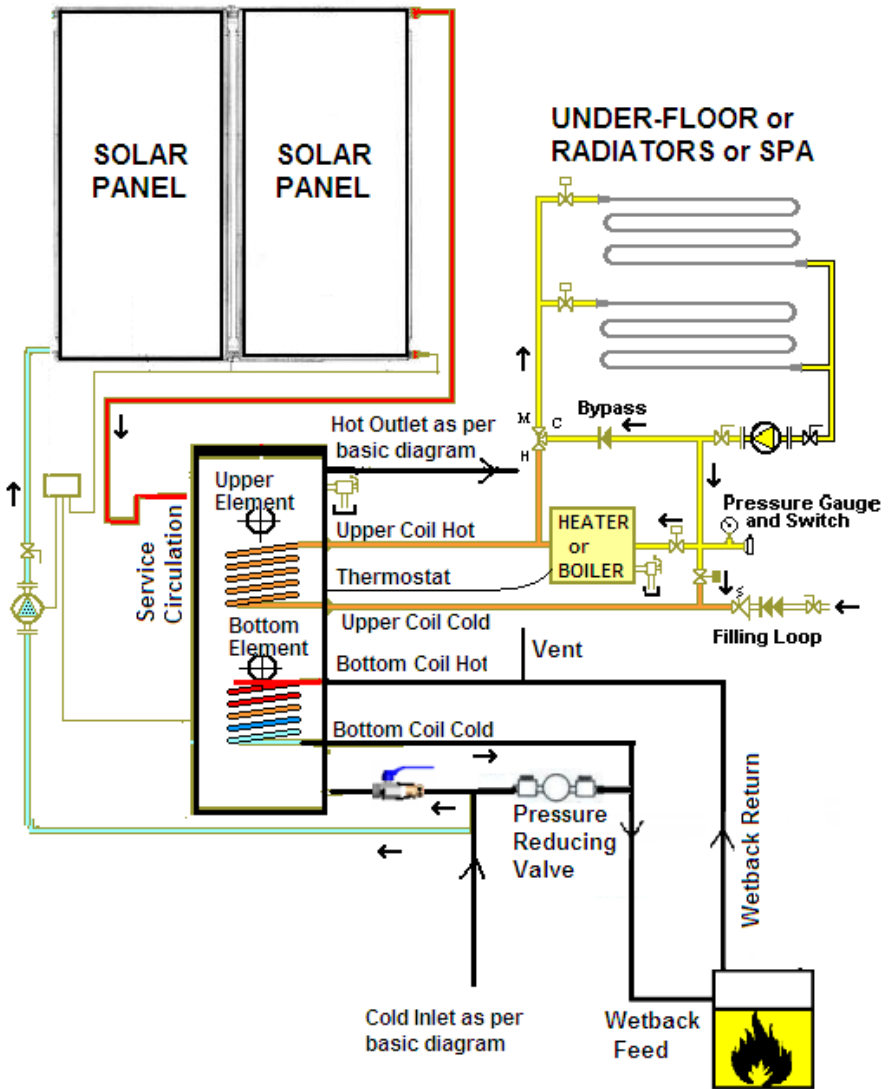 SOLAR
PANEL
SOLAR
PANEL
UNDER-FLOOR or
RADIATORS or SPA
Hot Outlet as per
basic diagram
M
C
H
Bypass
Upper
Element
Upper Coil Hot
HEATER
or
BOILER
Pressure Gauge
and Switch
Service
Circulation
Thermostat
Upper Coil Cold
S
Filling Loop
Bottom
Element
Bottom Coil Hot
Vent
Bottom Coil Cold
Pressure
Reducing
Valve
Wetback Return
Cold Inlet as per
basic diagram
Wetback
Feed